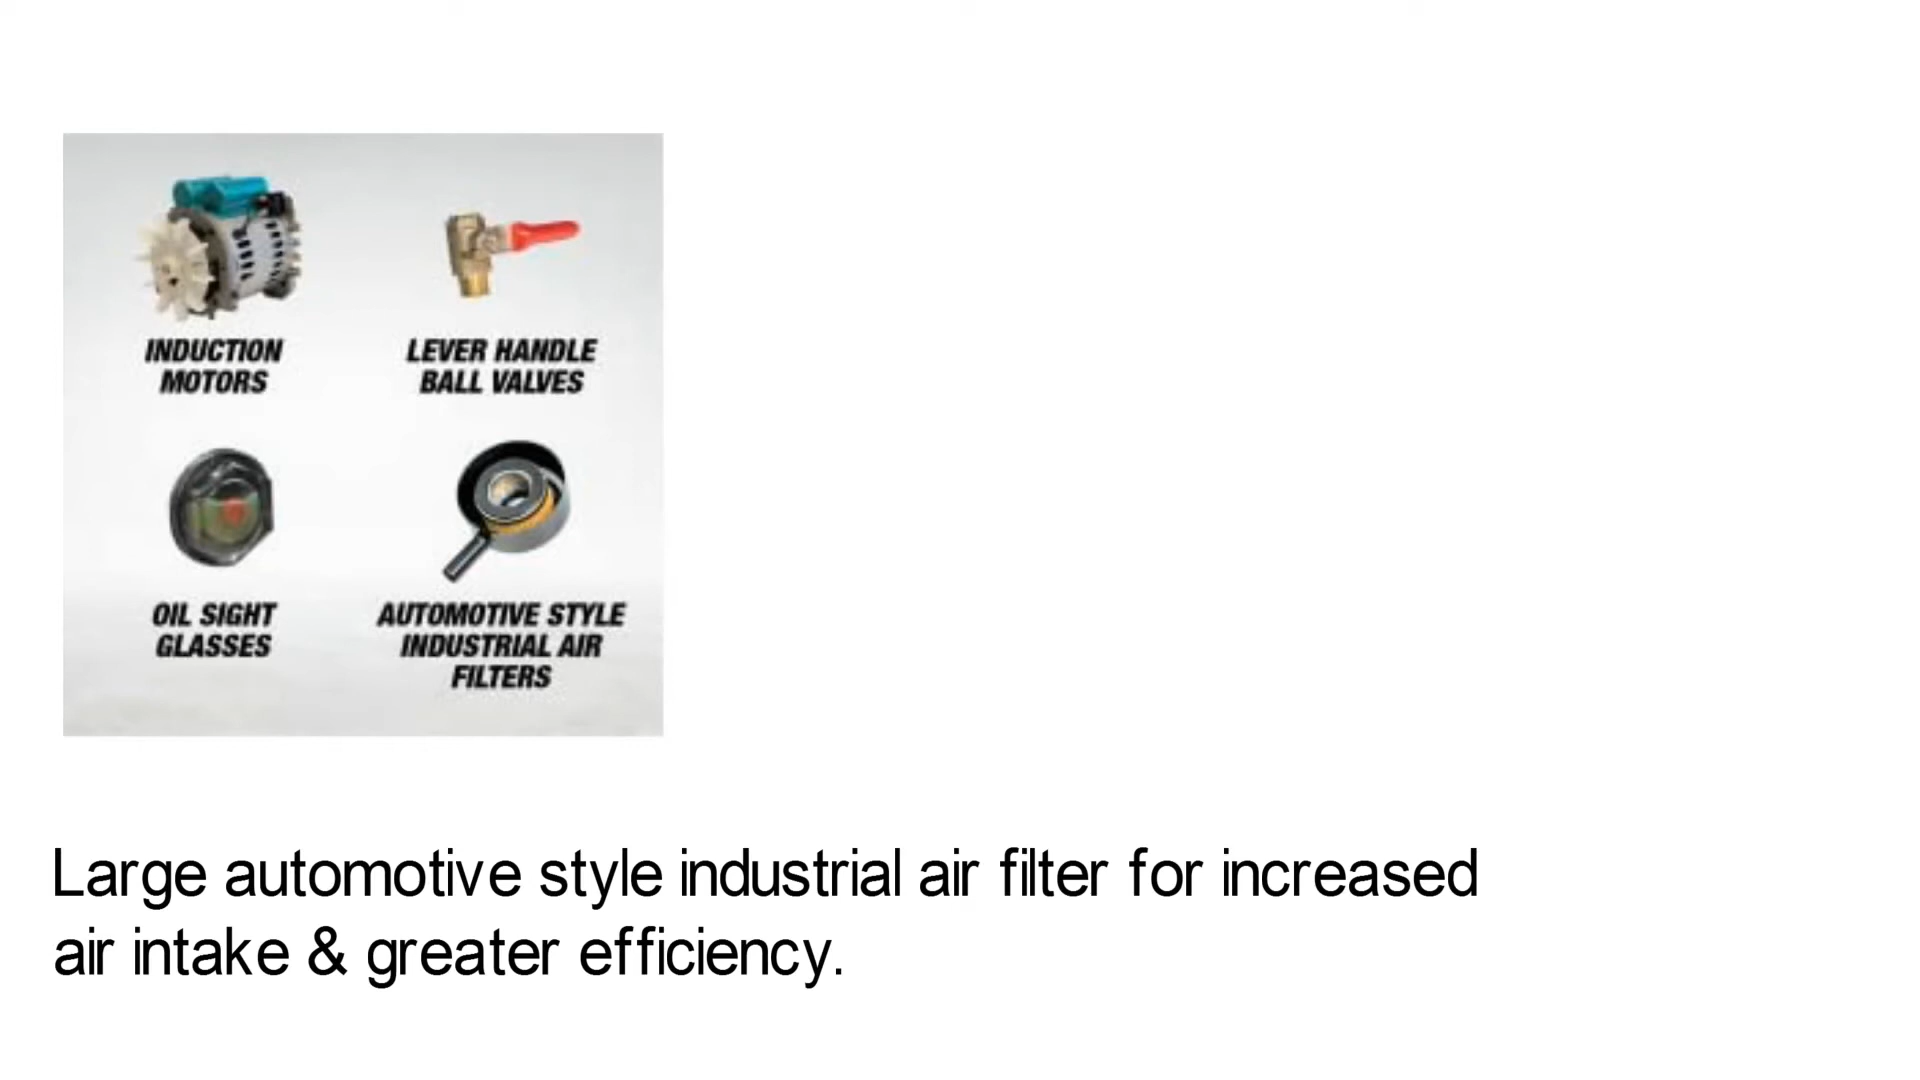 INDUCTION
MOTORS
LEVER HANDLE
BALL VALVES
OIL SIGHT
GLASSES
AUTOMOTIVE STYLE
INDUSTRIAL AIR
FILTERS
Large automotive style industrial air filter for increased
air intake & greater efficiency.